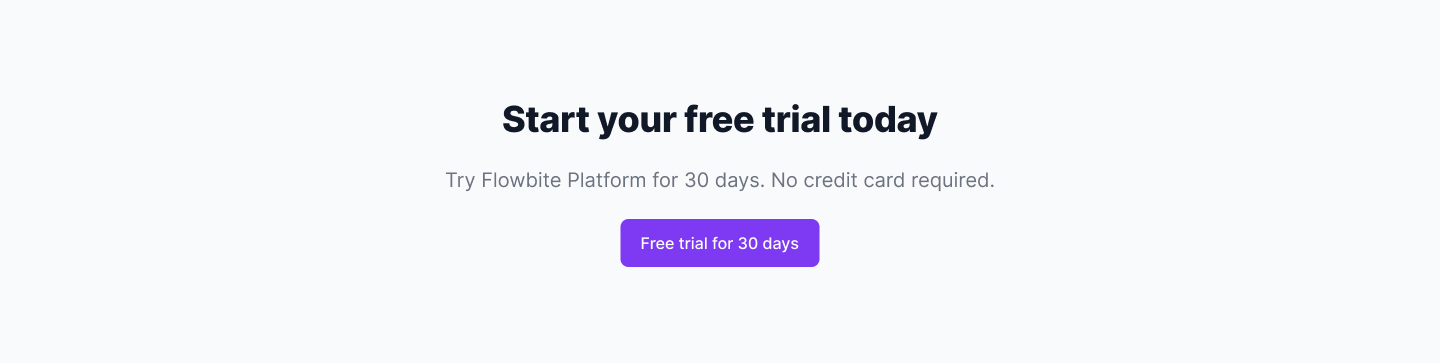 Start your free trial today
Try Flowbite Platform for 30 days. No credit card required.
Free trial for 30 days